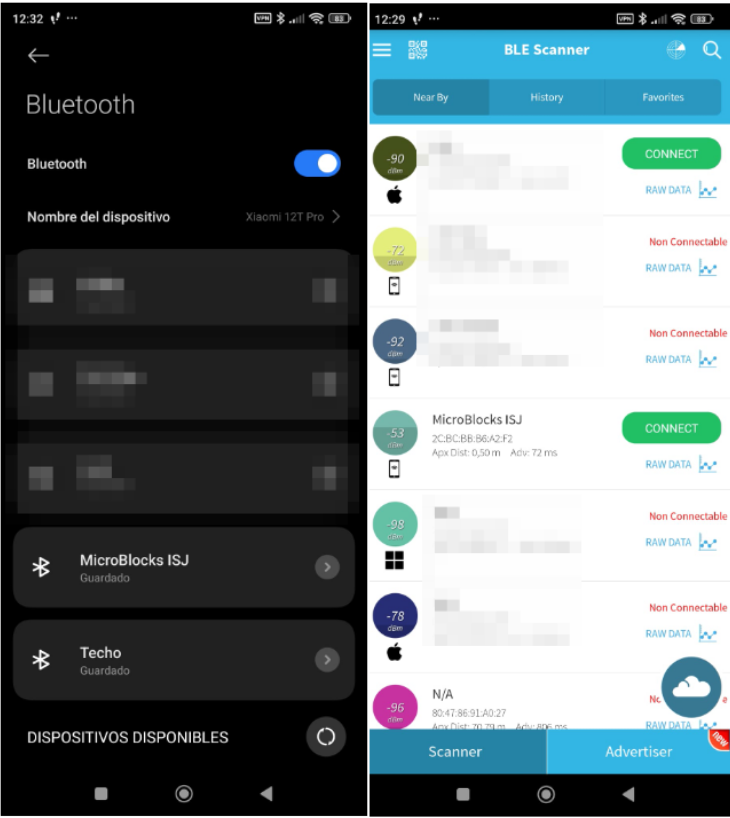 12:32
VPN
83
Bluetooth
Bluetooth
Nombre del dispositivo
Xiaomi 12T Pro
MicroBlocks ISJ
Guardado
Techo
Guardado
DISPOSITIVOS DISPONIBLES
12:29
VPN
83
BLE Scanner
Near By
History
Favorites
-90
dBm
CONNECT
RAW DATA
-72
dBm
Non Connectable
RAW DATA
-92
dBm
Non Connectable
RAW DATA
-53
dBm
MicroBlocks ISJ
2C:BC:BB:B6:A2:F2
Apx Dist: 0,50 m Adv: 72 ms
CONNECT
RAW DATA
-98
dBm
Non Connectable
RAW DATA
-78
dBm
Non Connectable
RAW DATA
-96
dBm
N/A
80:47:86:91:A0:27
Apx Dist: 70,79 m Adv: 806 ms
RAW DATA
new
Scanner
Advertiser